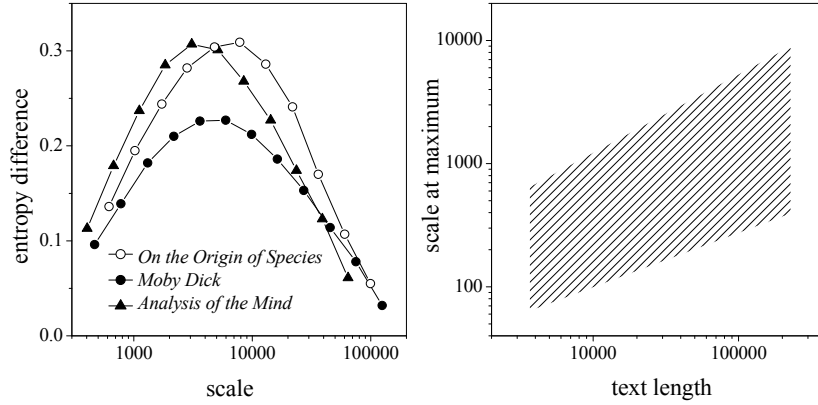 0.3
0.2
0.1
0.0
entropy difference
On the Origin of Species
Moby Dick
Analysis of the Mind
1000 10000 100000
scale
10000
1000
100
scale at maximum
10000 100000
text length